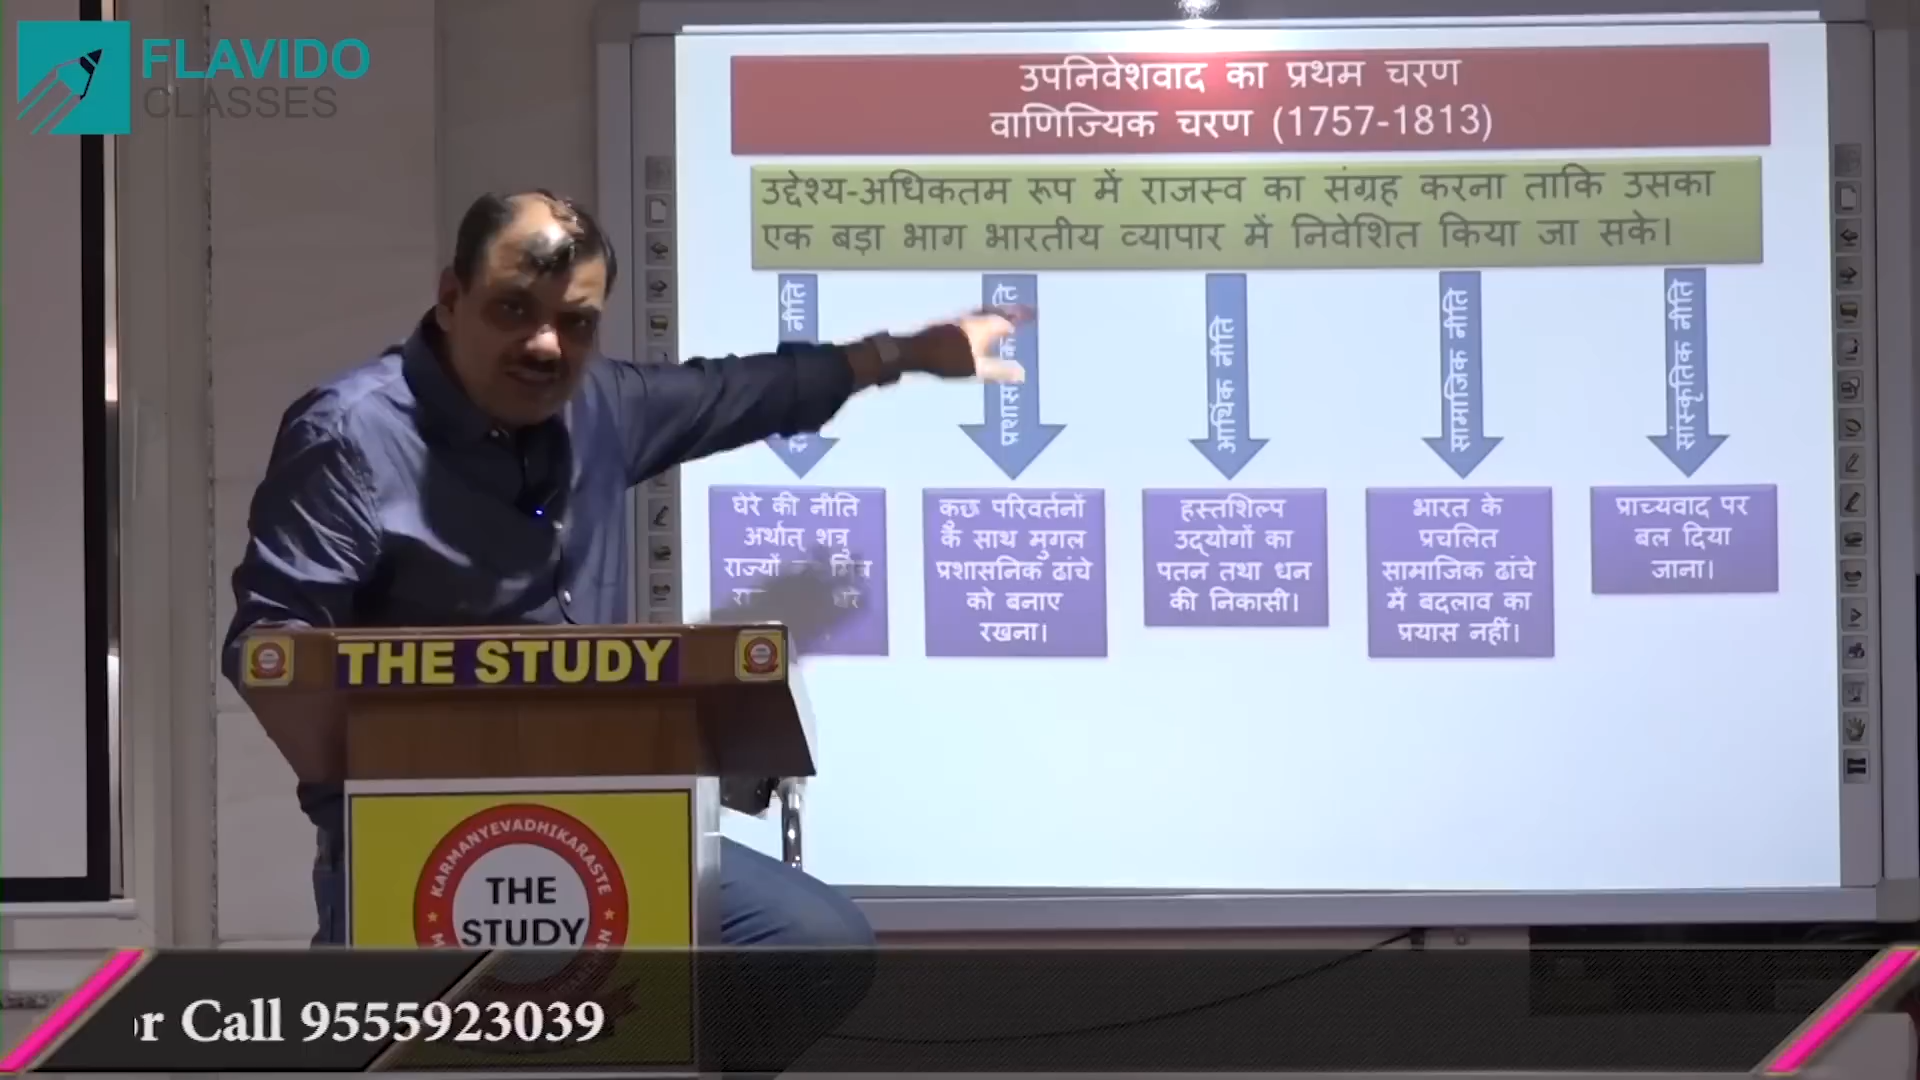 FLAVIDO
CLASSES
उपनिवेशवाद का प्रथम चरण
वाणिज्यिक चरण (1757-1813)
उद्देश्य-अधिकतम रूप में राजस्व का संग्रह करना ताकि उसका
एक बड़ा भाग भारतीय व्यापार में निवेशित किया जा सके।
नीति
आर्थिक नीति
सामाजिक नीति
सांस्कृतिक नीति
घेरे की नीति
अर्थात् शत्रु
राज्यों
कुछ परिवर्तनों
के साथ मुगल
प्रशासनिक ढांचे
को बनाए
रखना।
हस्तशिल्प
उद्योगों का
पतन तथा धन
की निकासी।
भारत के
प्रचलित
सामाजिक ढांचे
में बदलाव का
प्रयास नहीं।
प्राच्यवाद पर
बल दिया
जाना।
THE STUDY
KARMANYEVADHIKARASTE
THE
STUDY
Call 9555923039